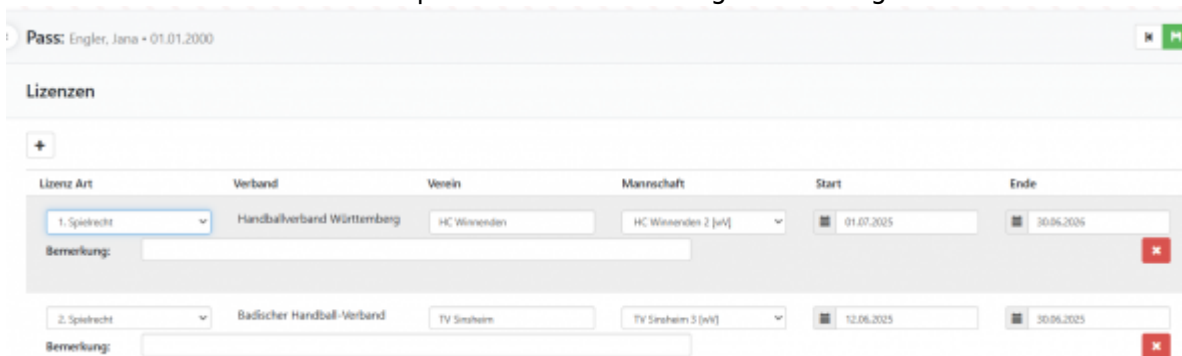 Pass: Engler, Jana • 01.01.2000
Lizenzen
+
Lizenz Art Verband Verein Mannschaft Start Ende
1. Spielrecht Handballverband Württemberg HC Winnenden HC Winnenden 2 [wV] 01.07.2025 30.06.2026
Bemerkung:
2. Spielrecht Badischer Handball-Verband TV Sinsheim TV Sinsheim 3 [wV] 12.06.2025 30.06.2025
Bemerkung: